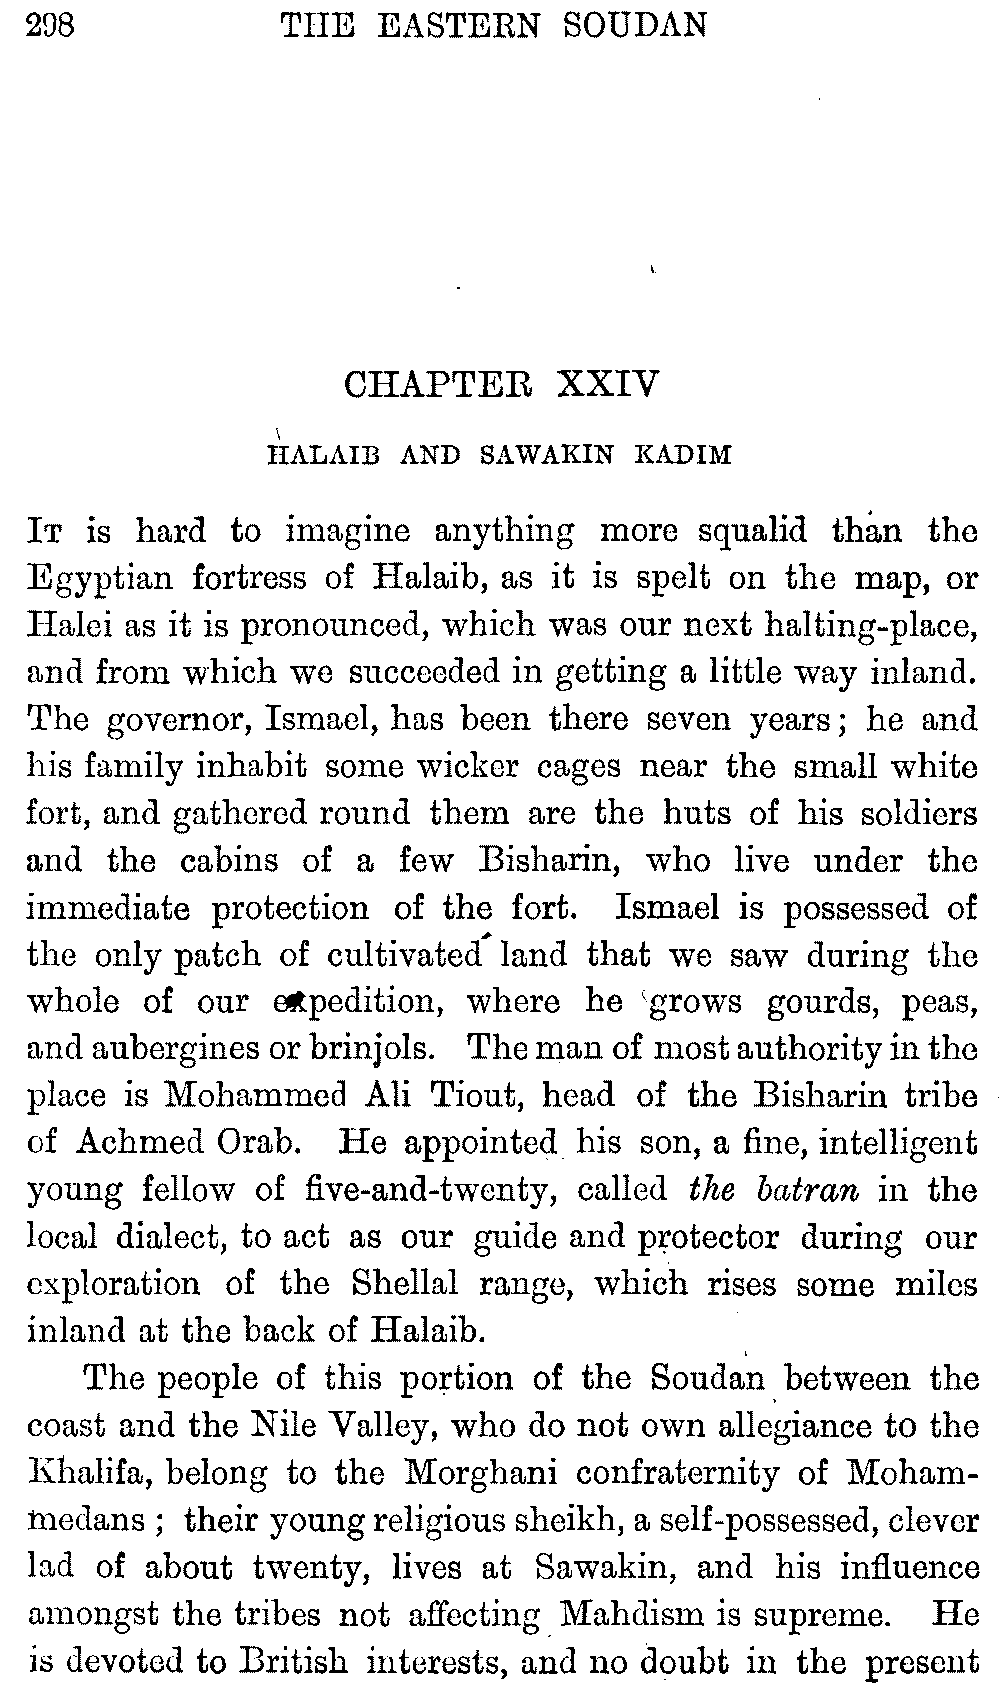 298 THE EASTERN SOUDAN
CHAPTER XXIV
HALAIB AND SAWAKIN KADIM
IT is hard to imagine anything more squalid than the
Egyptian fortress of Halaib, as it is spelt on the map, or
Halei as it is pronounced, which was our next halting-place,
and from which we succeeded in getting a little way inland.
The governor, Ismael, has been there seven years; he and
his family inhabit some wicker cages near the small white
fort, and gathered round them are the huts of his soldiers
and the cabins of a few Bisharin, who live under the
immediate protection of the fort. Ismael is possessed of
the only patch of cultivated land that we saw during the
whole of our expedition, where he grows gourds, peas,
and aubergines or brinjols. The man of most authority in the
place is Mohammed Ali Tiout, head of the Bisharin tribe
of Achmed Orab. He appointed his son, a fine, intelligent
young fellow of five-and-twenty, called the batran in the
local dialect, to act as our guide and protector during our
exploration of the Shellal range, which rises some miles
inland at the back of Halaib.
The people of this portion of the Soudan between the
coast and the Nile Valley, who do not own allegiance to the
Khalifa, belong to the Morghani confraternity of Moham-
medans; their young religious sheikh, a self-possessed, clever
lad of about twenty, lives at Sawakin, and his influence
amongst the tribes not affecting Mahdism is supreme. He
is devoted to British interests, and no doubt in the present